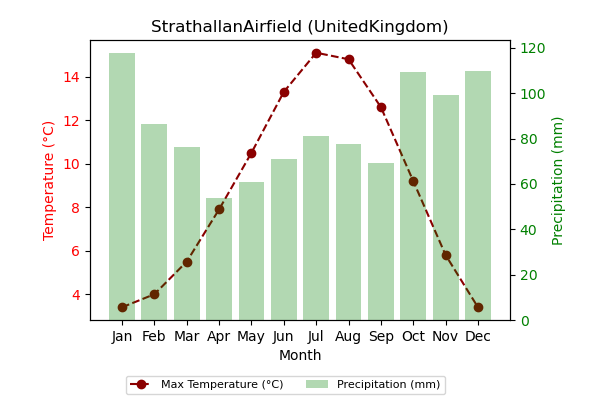 StrathallanAirfield (UnitedKingdom)
14
12
10
8
6
4
Temperature (°C)
120
100
80
60
40
20
0
Precipitation (mm)
Jan Feb Mar Apr May Jun Jul Aug Sep Oct Nov Dec
Month
Max Temperature (°C) Precipitation (mm)